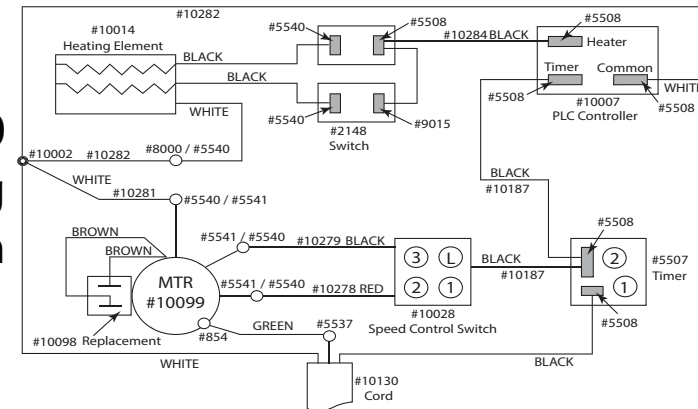 #10282
#10014
Heating Element
#5540
#5508
#10284 BLACK
#5508
Heater
BLACK
BLACK
WHITE
Timer
Common
WHITE
#5508
#10007
PLC Controller
#5508
#5540
#9015
#2148
Switch
#10002
#10282
#8000 / #5540
WHITE
#10281
#5540 / #5541
BLACK
#10187
BROWN
BROWN
#5541 / #5540
#10279 BLACK
#5508
3
L
BLACK
#10187
2
#5507
Timer
MTR
#10099
#5541 / #5540
#10278 RED
2
1
1
#10028
Speed Control Switch
#5508
#10098 Replacement
#854
GREEN
#5537
WHITE
BLACK
#10130
Cord